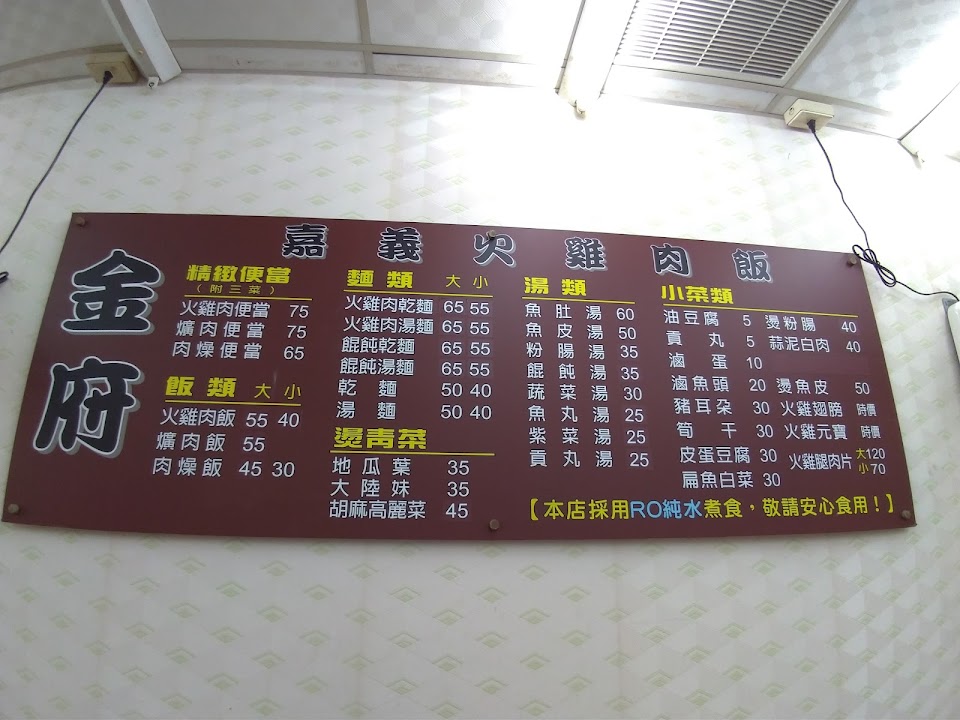 嘉義火雞肉飯
金府
精緻便當
(附三菜)
火雞肉便當 75
爌肉便當 75
肉燥便當 65
飯類 大 小
火雞肉飯 55 40
爌肉飯 55
肉燥飯 45 30
麵類 大 小
火雞肉乾麵 65 55
火雞肉湯麵 65 55
餛飩乾麵 65 55
餛飩湯麵 65 55
乾麵 50 40
湯麵 50 40
燙青菜
地瓜葉 35
大陸妹 35
胡麻高麗菜 45
湯類
魚肚湯 60
魚皮湯 50
粉腸湯 35
餛飩湯 35
蔬菜湯 30
魚丸湯 25
紫菜湯 25
貢丸湯 25
小菜類
油豆腐 5
貢丸 5
滷蛋 10
滷魚頭 20
豬耳朵 30
筍干 30
皮蛋豆腐 30
扁魚白菜 30
燙粉腸 40
蒜泥白肉 40
燙魚皮 50
火雞翅膀 時價
火雞元寶 時價
火雞腿肉片 大120 小70
【本店採用RO純水煮食，敬請安心食用！】